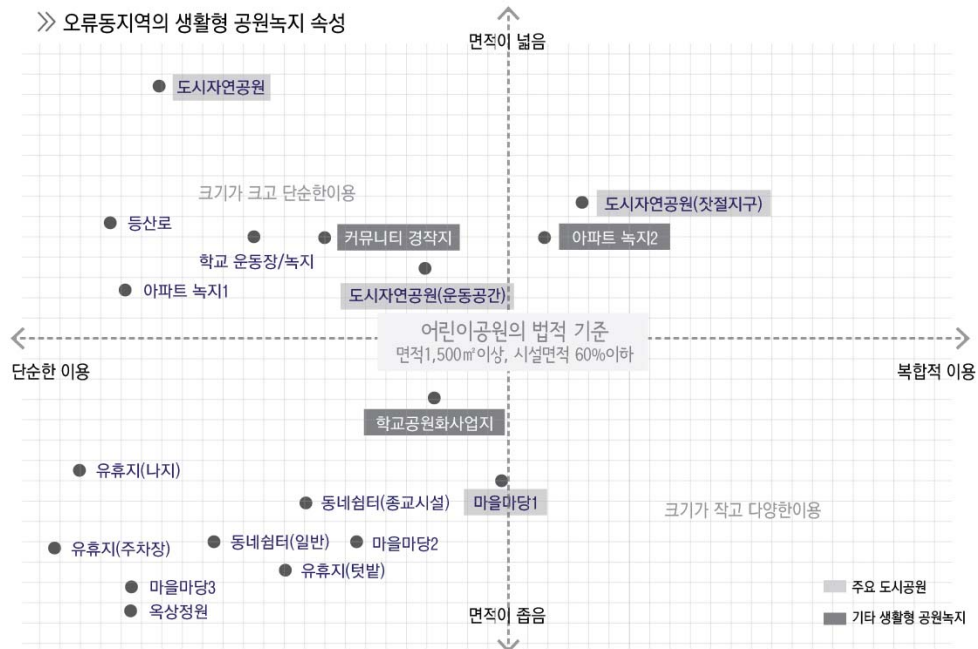 ≫ 오류동지역의 생활형 공원녹지 속성
면적이 넓음
도시자연공원
크기가 크고 단순한이용
도시자연공원(잣절지구)
등산로
커뮤니티 경작지
아파트 녹지2
학교 운동장/녹지
아파트 녹지1
도시자연공원(운동공간)
어린이공원의 법적 기준
면적1,500㎡이상, 시설면적 60%이하
단순한 이용
복합적 이용
학교공원화사업지
유휴지(나지)
동네쉼터(종교시설)
마을마당1
크기가 작고 다양한이용
유휴지(주차장)
동네쉼터(일반)
마을마당2
유휴지(텃밭)
마을마당3
옥상정원
면적이 좁음
주요 도시공원
기타 생활형 공원녹지